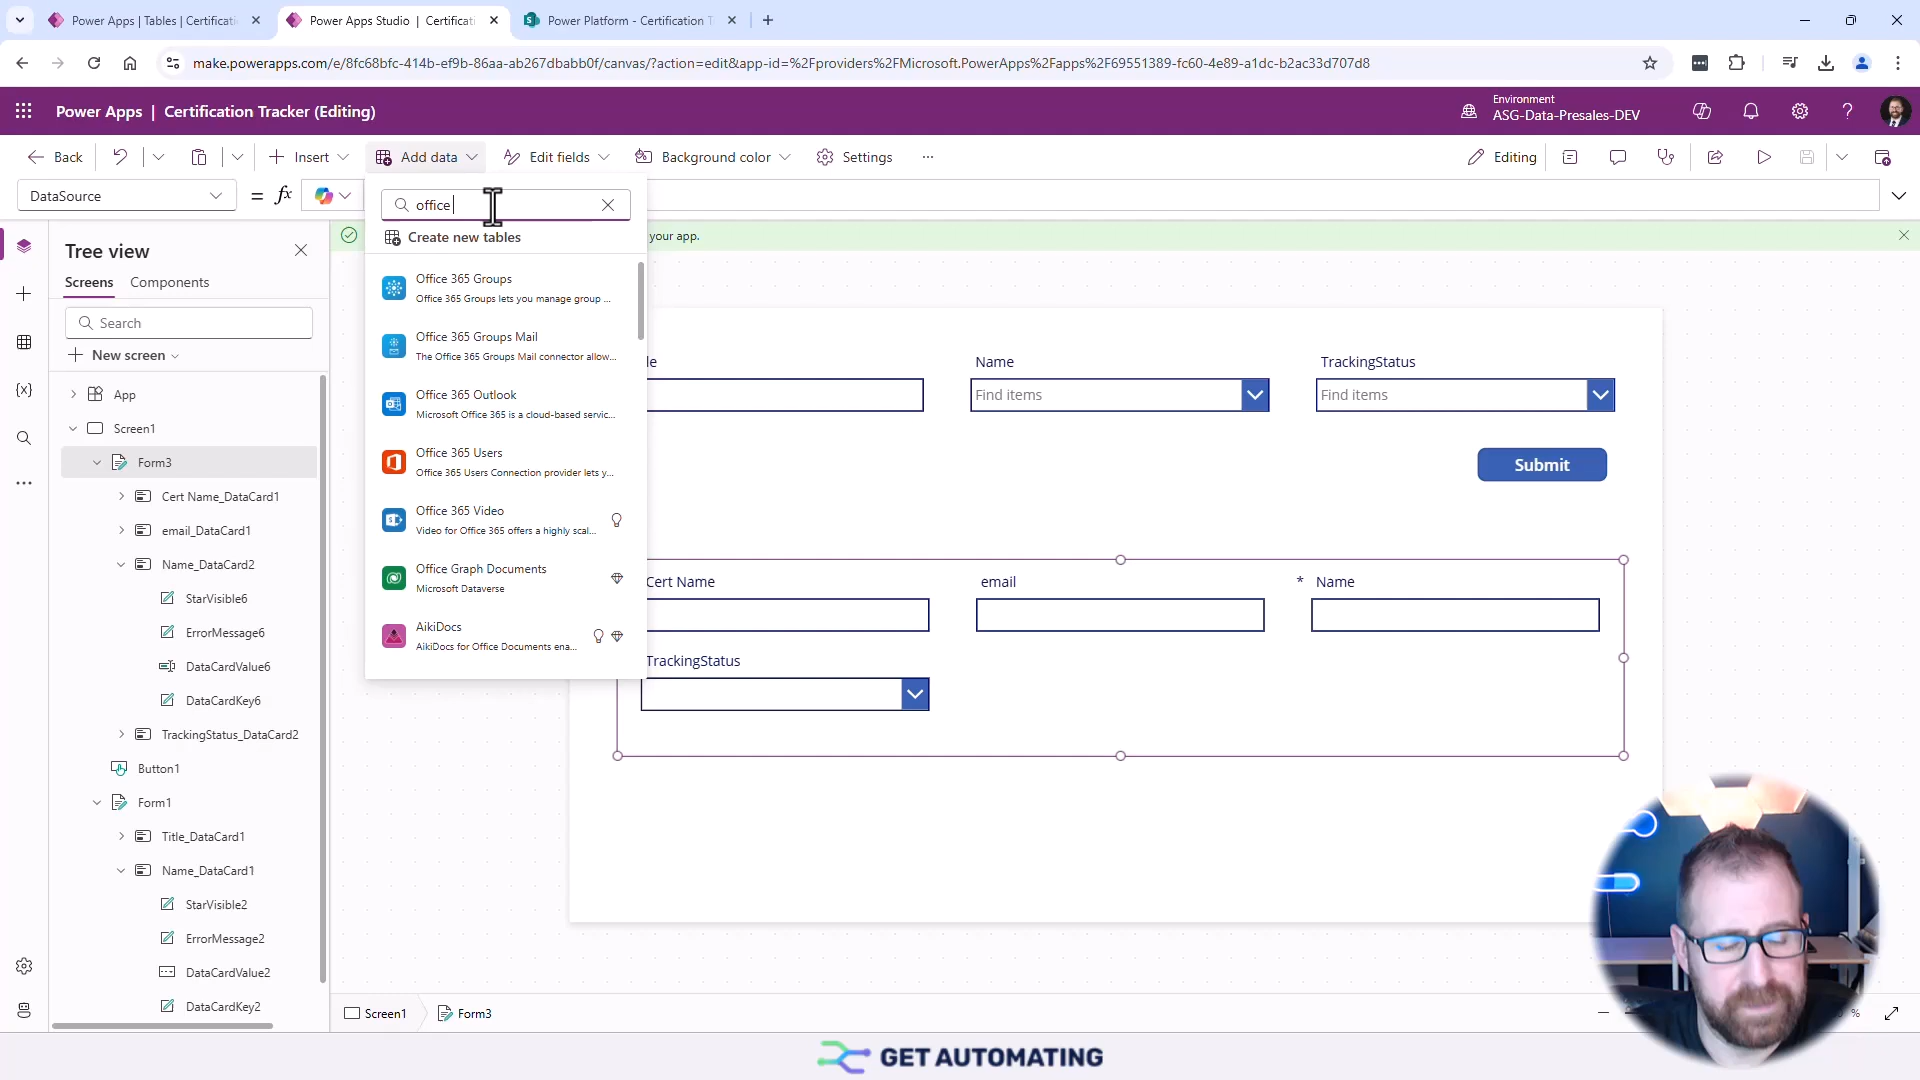 Power Apps | Tables | Certificati
Power Apps Studio | Certificati
Power Platform - Certification T
make.powerapps.com/e/8fc68bfc-414b-ef9b-86aa-ab267dbabb0f/canvas/?action=edit&app-id=%2Fproviders%2FMicrosoft.PowerApps%2Fapps%2F69551389-fc60-4e89-a1dc-b2ac33d707d8
Power Apps | Certification Tracker (Editing)
Environment
ASG-Data-Presales-DEV
Back
Insert
Add data
Edit fields
Background color
Settings
Editing
DataSource
= fx
office
Create new tables
your app.
Tree view
Screens
Components
Search
New screen
App
Screen1
Form3
Cert Name_DataCard1
email_DataCard1
Name_DataCard2
StarVisible6
ErrorMessage6
DataCardValue6
DataCardKey6
TrackingStatus_DataCard2
Button1
Form1
Title_DataCard1
Name_DataCard1
StarVisible2
ErrorMessage2
DataCardValue2
DataCardKey2
Office 365 Groups
Office 365 Groups lets you manage group ...
Office 365 Groups Mail
The Office 365 Groups Mail connector allow...
Office 365 Outlook
Microsoft Office 365 is a cloud-based servic...
Office 365 Users
Office 365 Users Connection provider lets y...
Office 365 Video
Video for Office 365 offers a highly scal...
Office Graph Documents
Microsoft Dataverse
AikiDocs
AikiDocs for Office Documents ena...
le
Name
TrackingStatus
Find items
Find items
Submit
Cert Name
email
* Name
TrackingStatus
Screen1
Form3
%
GET AUTOMATING